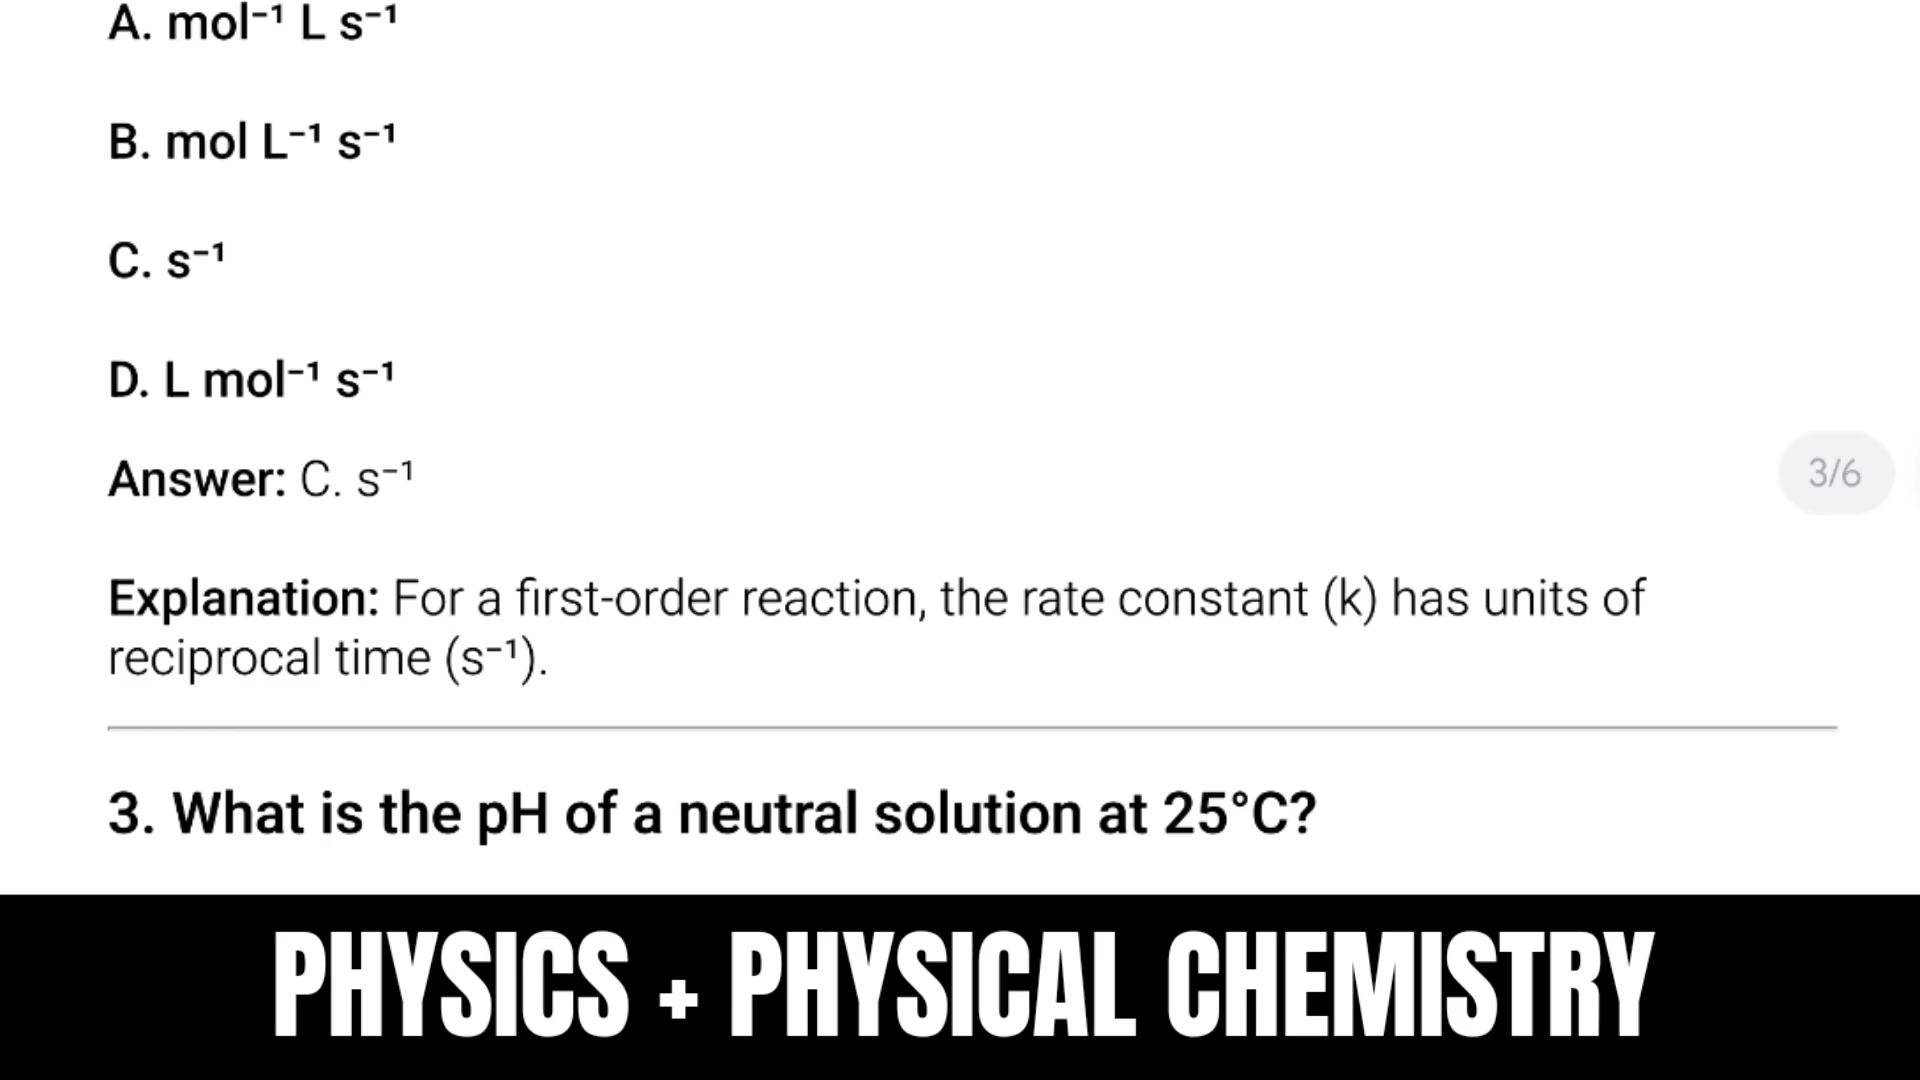 A. mol⁻¹ L s⁻¹
B. mol L⁻¹ s⁻¹
C. s⁻¹
D. L mol⁻¹ s⁻¹
Answer: C. s⁻¹
3/6
Explanation: For a first-order reaction, the rate constant (k) has units of
reciprocal time (s⁻¹).
3. What is the pH of a neutral solution at 25°C?
PHYSICS + PHYSICAL CHEMISTRY